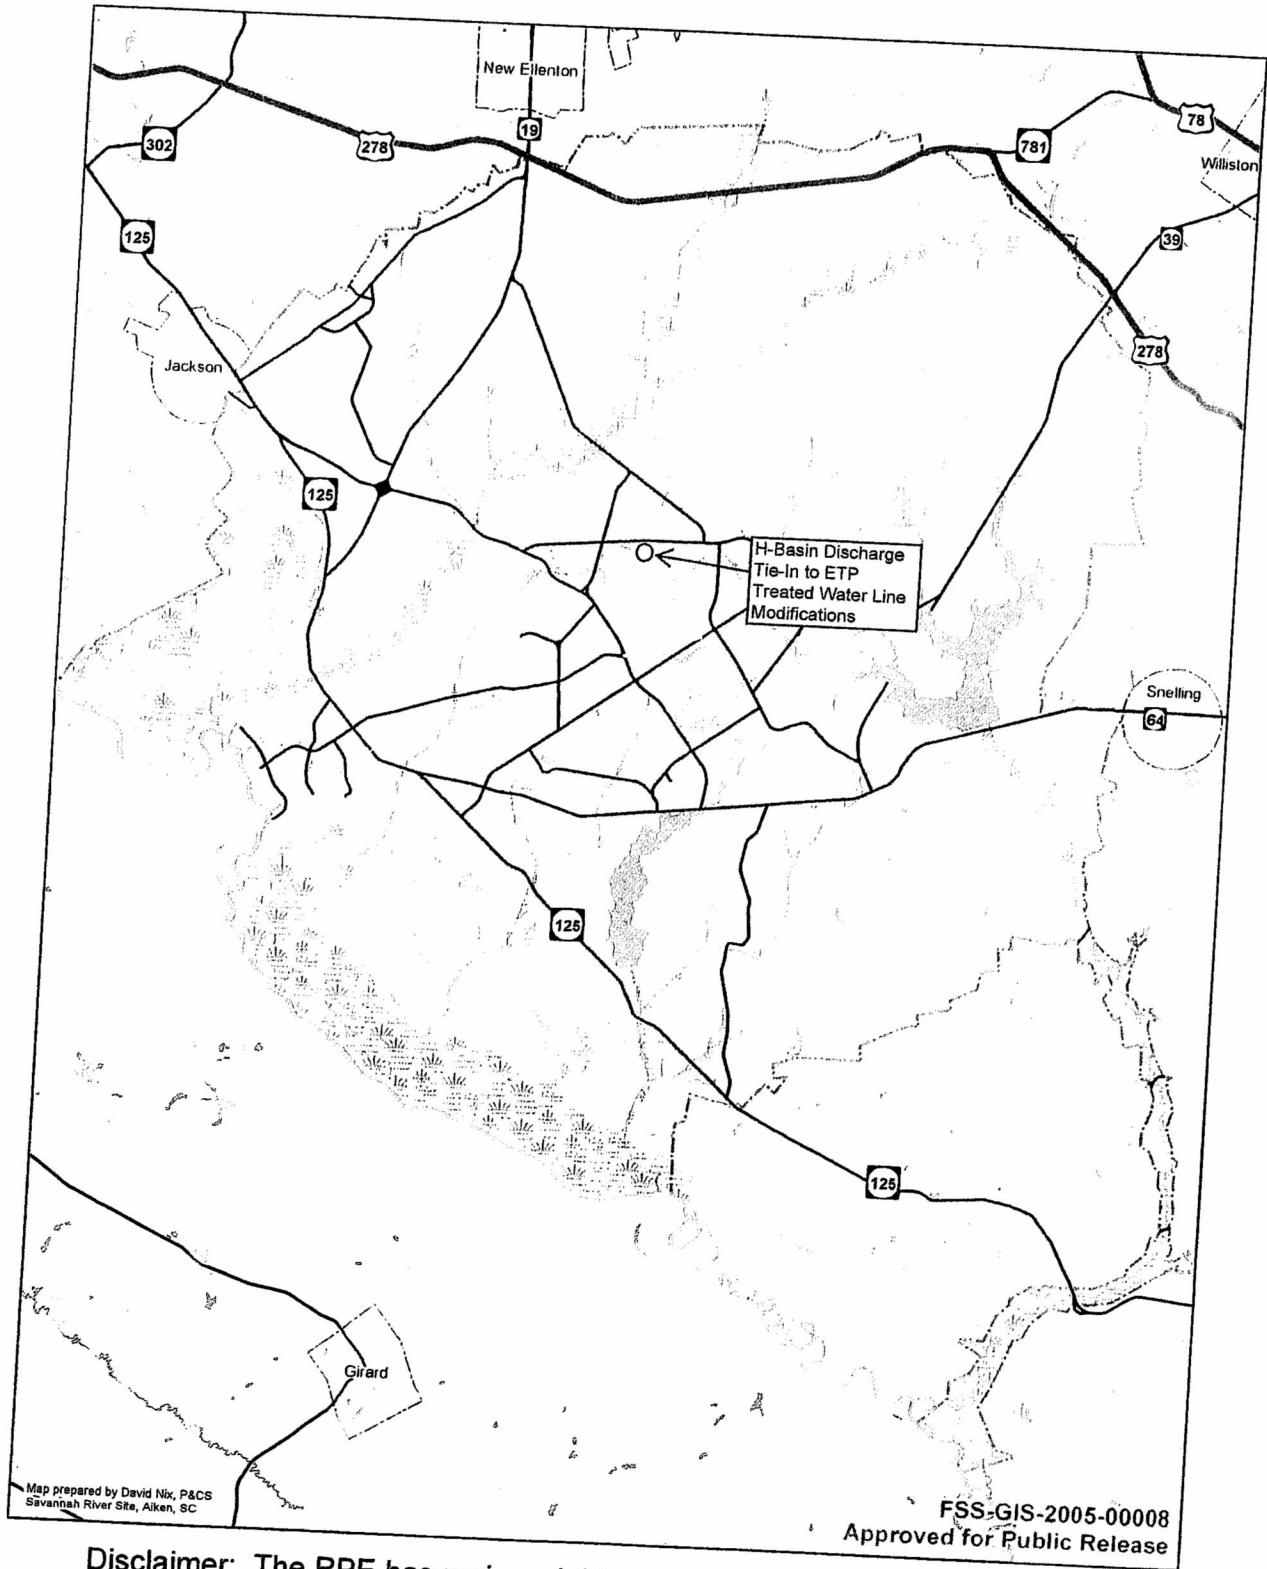 New Ellenton
19
302
278
78
781
Williston
125
39
278
Jackson
125
H-Basin Discharge
Tie-In to ETP
Treated Water Line
Modifications
Snelling
64
125
125
Girard
Map prepared by David Nix, P&CS
Savannah River Site, Aiken, SC
FSS-GIS-2005-00008
Approved for Public Release
Disclaimer: The